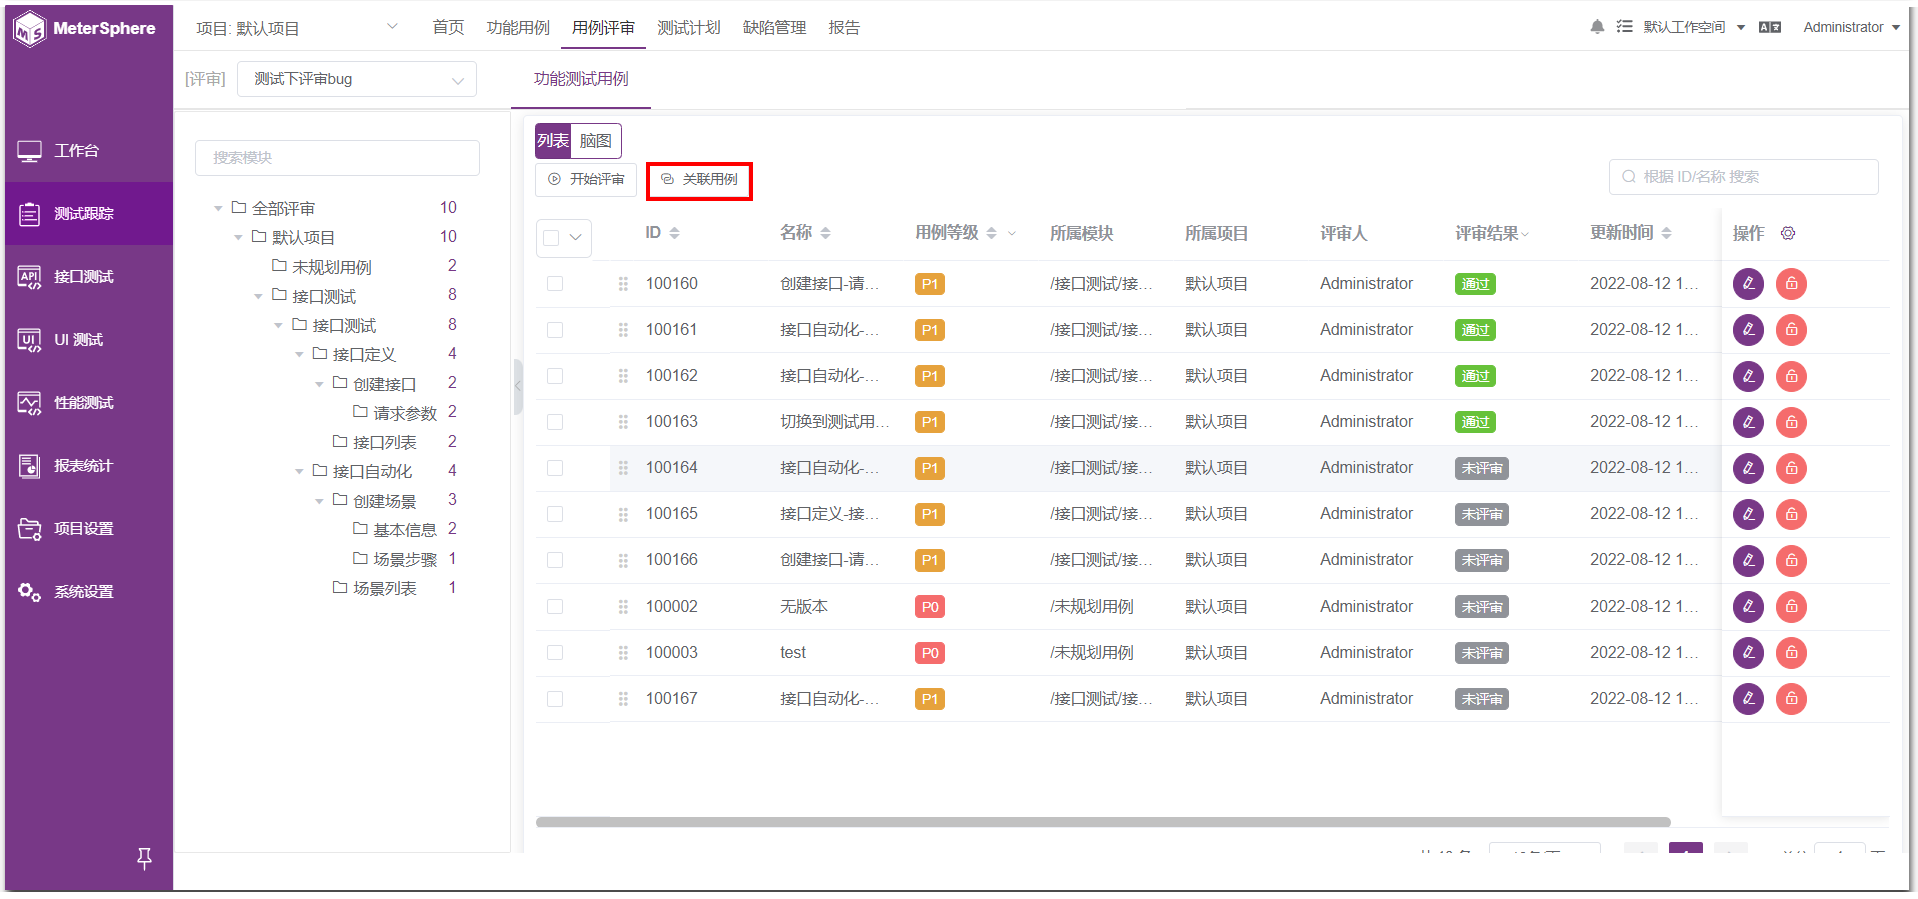 MeterSphere
项目: 默认项目
首页 功能用例 用例评审 测试计划 缺陷管理 报告
默认工作空间
Administrator
[评审] 测试下评审bug
功能测试用例
工作台
测试跟踪
API 接口测试
UI UI 测试
性能测试
报表统计
项目设置
系统设置
搜索模块
全部评审 10
默认项目 10
未规划用例 2
接口测试 8
接口测试 8
接口定义 4
创建接口 2
请求参数 2
接口列表 2
接口自动化 4
创建场景 3
基本信息 2
场景步骤 1
场景列表 1
列表 脑图
开始评审 关联用例
根据 ID/名称 搜索
ID 名称 用例等级 所属模块 所属项目 评审人 评审结果 更新时间 操作
100160 创建接口-请... P1 /接口测试/接... 默认项目 Administrator 通过 2022-08-12 1...
100161 接口自动化-... P1 /接口测试/接... 默认项目 Administrator 通过 2022-08-12 1...
100162 接口自动化-... P1 /接口测试/接... 默认项目 Administrator 通过 2022-08-12 1...
100163 切换到测试用... P1 /接口测试/接... 默认项目 Administrator 通过 2022-08-12 1...
100164 接口自动化-... P1 /接口测试/接... 默认项目 Administrator 未评审 2022-08-12 1...
100165 接口定义-接... P1 /接口测试/接... 默认项目 Administrator 未评审 2022-08-12 1...
100166 创建接口-请... P1 /接口测试/接... 默认项目 Administrator 未评审 2022-08-12 1...
100002 无版本 P0 /未规划用例 默认项目 Administrator 未评审 2022-08-12 1...
100003 test P0 /未规划用例 默认项目 Administrator 未评审 2022-08-12 1...
100167 接口自动化-... P1 /接口测试/接... 默认项目 Administrator 未评审 2022-08-12 1...